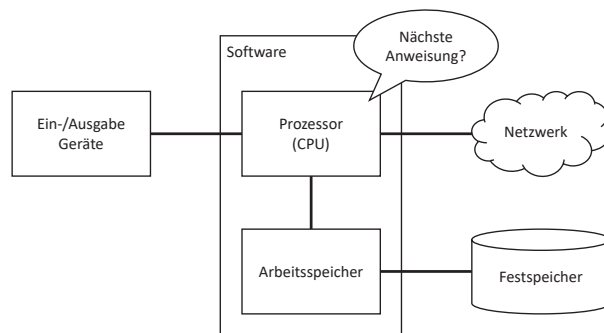 Nächste
Anweisung?
Software
Ein-/Ausgabe
Geräte
Prozessor
(CPU)
Netzwerk
Arbeitsspeicher
Festspeicher